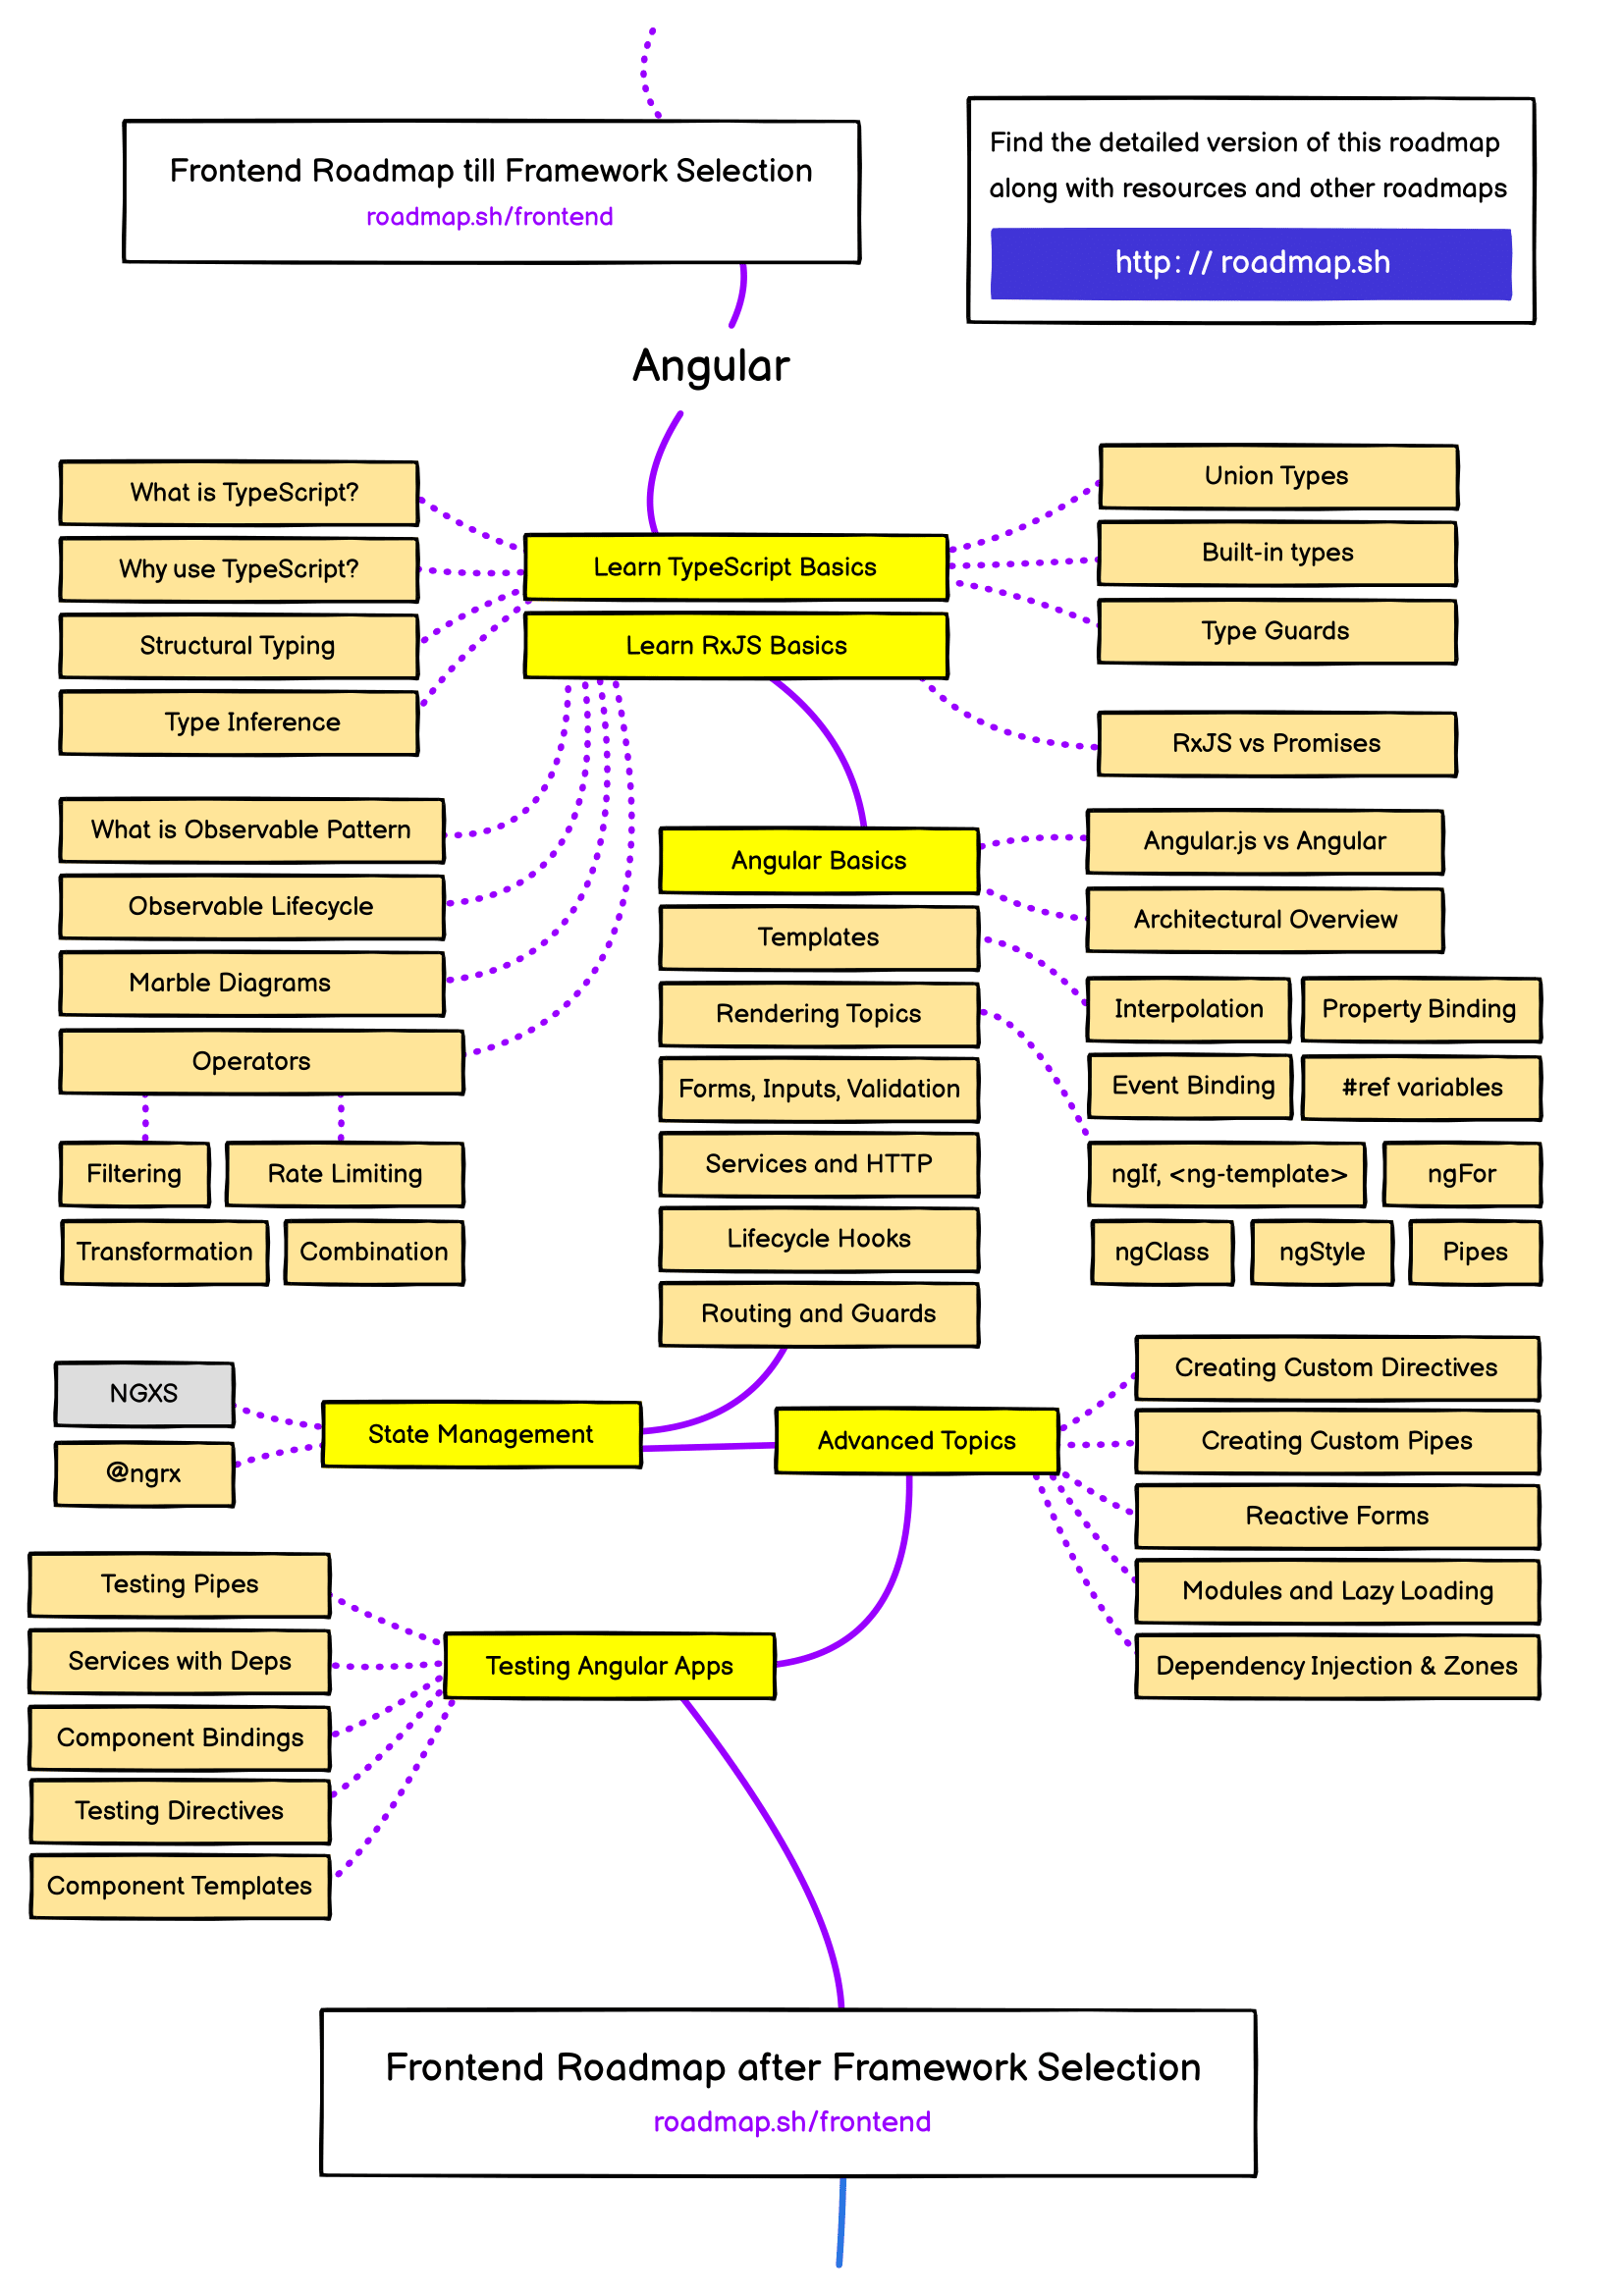 Frontend Roadmap till Framework Selection
roadmap.sh/frontend
Find the detailed version of this roadmap
along with resources and other roadmaps
http: // roadmap.sh
Angular
What is TypeScript?
Why use TypeScript?
Structural Typing
Type Inference
Learn TypeScript Basics
Learn RxJS Basics
Union Types
Built-in types
Type Guards
RxJS vs Promises
What is Observable Pattern
Observable Lifecycle
Marble Diagrams
Operators
Filtering
Rate Limiting
Transformation
Combination
Angular Basics
Templates
Rendering Topics
Forms, Inputs, Validation
Services and HTTP
Lifecycle Hooks
Routing and Guards
Angular.js vs Angular
Architectural Overview
Interpolation
Property Binding
Event Binding
#ref variables
ngIf, <ng-template>
ngFor
ngClass
ngStyle
Pipes
NGXS
@ngrx
State Management
Advanced Topics
Creating Custom Directives
Creating Custom Pipes
Reactive Forms
Modules and Lazy Loading
Dependency Injection & Zones
Testing Pipes
Services with Deps
Component Bindings
Testing Directives
Component Templates
Testing Angular Apps
Frontend Roadmap after Framework Selection
roadmap.sh/frontend